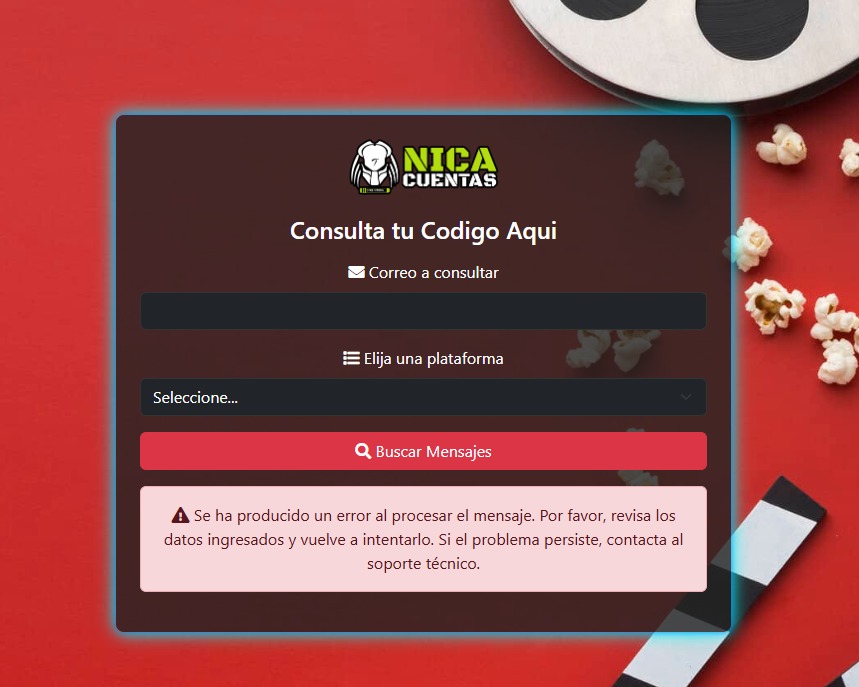 NICA
CUENTAS
Consulta tu Codigo Aqui
Correo a consultar
Elija una plataforma
Seleccione...
Buscar Mensajes
Se ha producido un error al procesar el mensaje. Por favor, revisa los
datos ingresados y vuelve a intentarlo. Si el problema persiste, contacta al
soporte técnico.